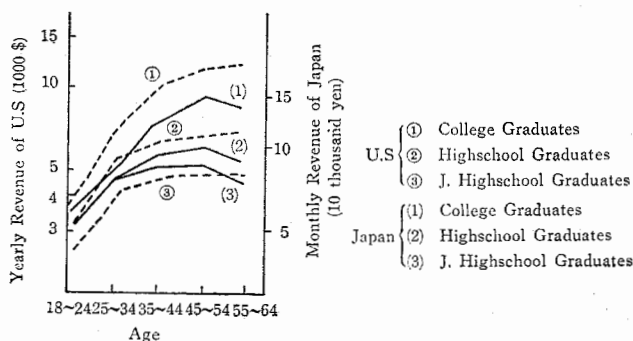 Yearly Revenue of U.S (1000 $)
15
10
5
4
3
①
(1)
②
(2)
③
(3)
15
10
5
Monthly Revenue of Japan
(10 thousand yen)
18~24 25~34 35~44 45~54 55~64
Age
U.S
① College Graduates
② Highschool Graduates
③ J. Highschool Graduates
Japan
(1) College Graduates
(2) Highschool Graduates
(3) J. Highschool Graduates